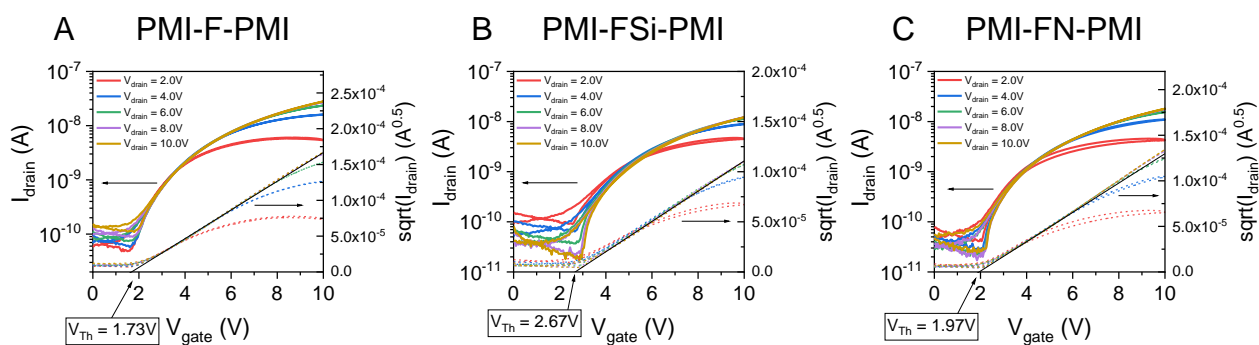 A PMI-F-PMI
10⁻⁷
10⁻⁸
10⁻⁹
10⁻¹⁰
10⁻¹¹
I_drain (A)
V_drain = 2.0V
V_drain = 4.0V
V_drain = 6.0V
V_drain = 8.0V
V_drain = 10.0V
2.5x10⁻⁴
2.0x10⁻⁴
1.5x10⁻⁴
1.0x10⁻⁴
5.0x10⁻⁵
0.0
sqrt(I_drain) (A^0.5)
0 2 4 6 8 10
V_Th = 1.73V
V_gate (V)
B PMI-FSi-PMI
10⁻⁷
10⁻⁸
10⁻⁹
10⁻¹⁰
10⁻¹¹
I_drain (A)
V_drain = 2.0V
V_drain = 4.0V
V_drain = 6.0V
V_drain = 8.0V
V_drain = 10.0V
2.0x10⁻⁴
1.5x10⁻⁴
1.0x10⁻⁴
5.0x10⁻⁵
0.0
sqrt(I_drain) (A^0.5)
0 2 4 6 8 10
V_Th = 2.67V
V_gate (V)
C PMI-FN-PMI
10⁻⁷
10⁻⁸
10⁻⁹
10⁻¹⁰
10⁻¹¹
I_drain (A)
V_drain = 2.0V
V_drain = 4.0V
V_drain = 6.0V
V_drain = 8.0V
V_drain = 10.0V
2.0x10⁻⁴
1.5x10⁻⁴
1.0x10⁻⁴
5.0x10⁻⁵
0.0
sqrt(I_drain) (A^0.5)
0 2 4 6 8 10
V_Th = 1.97V
V_gate (V)